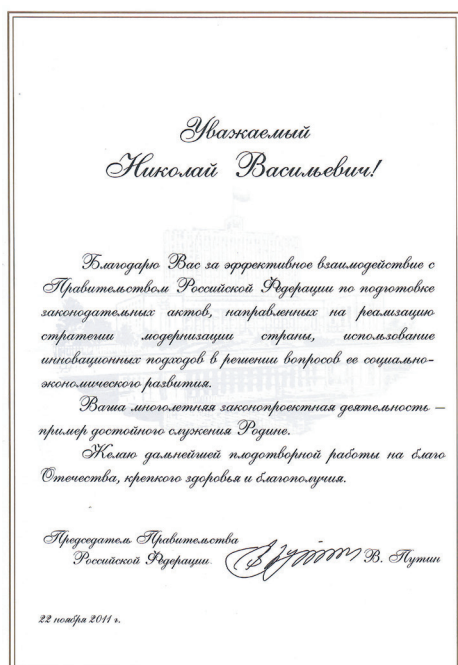 Уважаемый
Николай Васильевич!
Благодарю Вас за эффективное взаимодействие с
Правительством Российской Федерации по подготовке
законодательных актов, направленных на реализацию
стратегии модернизации страны, использование
инновационных подходов в решении вопросов ее социально-
экономического развития.
Ваша многолетняя законопроектная деятельность –
пример достойного служения Родине.
Желаю дальнейшей плодотворной работы на благо
Отечества, крепкого здоровья и благополучия.
Председатель Правительства
Российской Федерации В. Путин
22 ноября 2011 г.